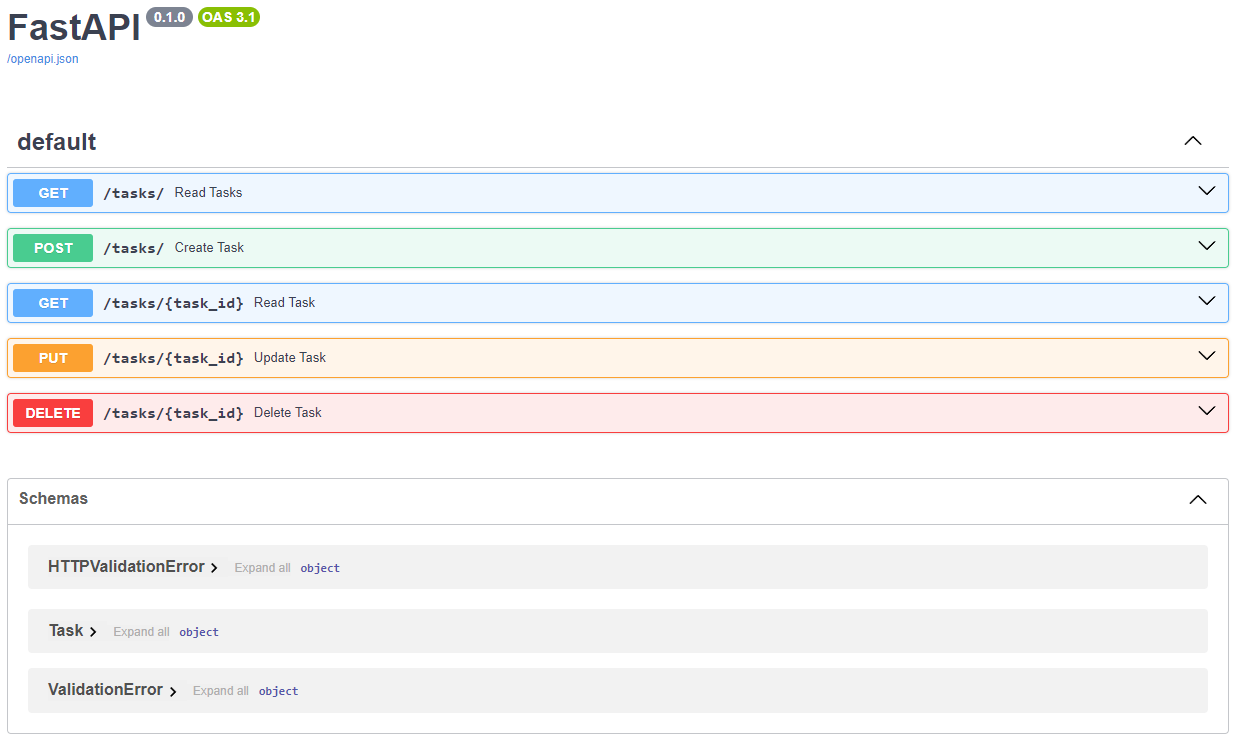 FastAPI 0.1.0 OAS 3.1
/openapi.json
default
GET /tasks/ Read Tasks
POST /tasks/ Create Task
GET /tasks/{task_id} Read Task
PUT /tasks/{task_id} Update Task
DELETE /tasks/{task_id} Delete Task
Schemas
HTTPValidationError Expand all object
Task Expand all object
ValidationError Expand all object